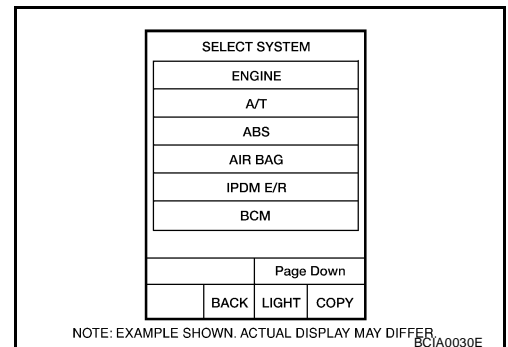 SELECT SYSTEM
ENGINE
A/T
ABS
AIR BAG
IPDM E/R
BCM
Page Down
BACK LIGHT COPY
NOTE: EXAMPLE SHOWN. ACTUAL DISPLAY MAY DIFFER.
BCIA0030E